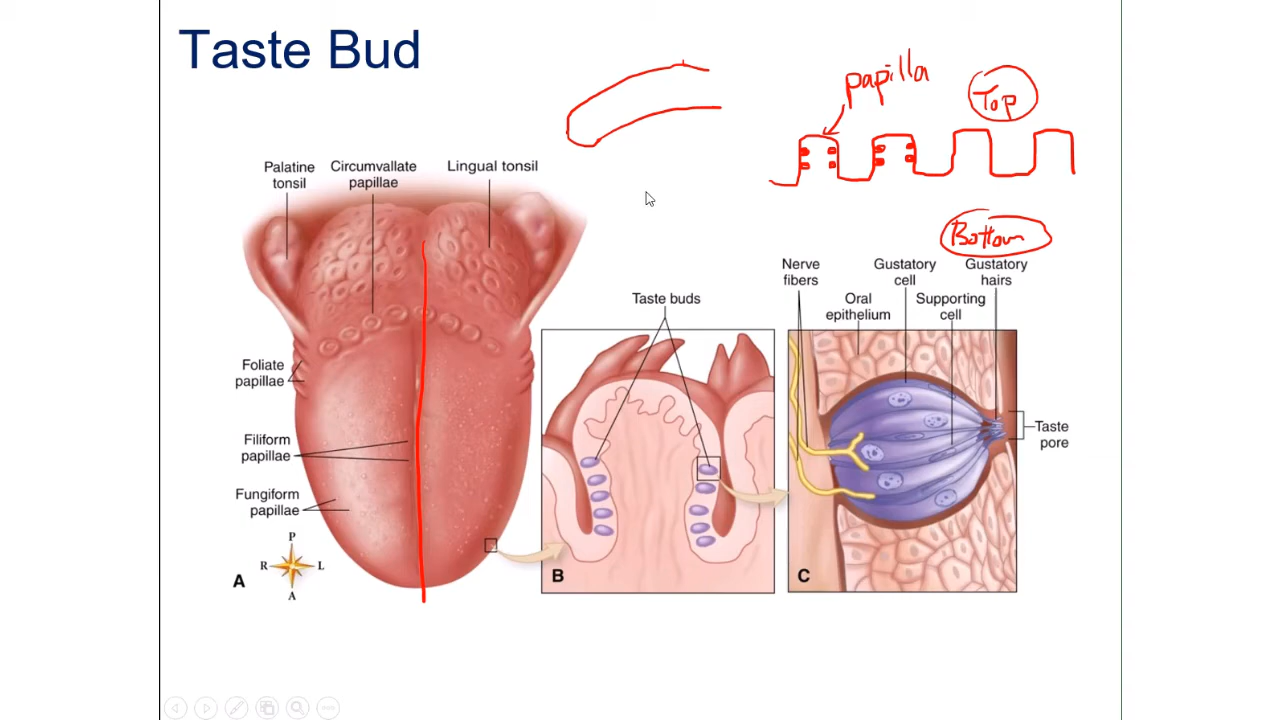 Taste Bud
papilla
Top
Palatine
tonsil
Circumvallate
papillae
Lingual tonsil
Bottom
Nerve
fibers
Gustatory
cell
Gustatory
hairs
Oral
epithelium
Supporting
cell
Taste buds
Foliate
papillae
Filiform
papillae
Fungiform
papillae
Taste
pore
P
R
L
A
A
B
C